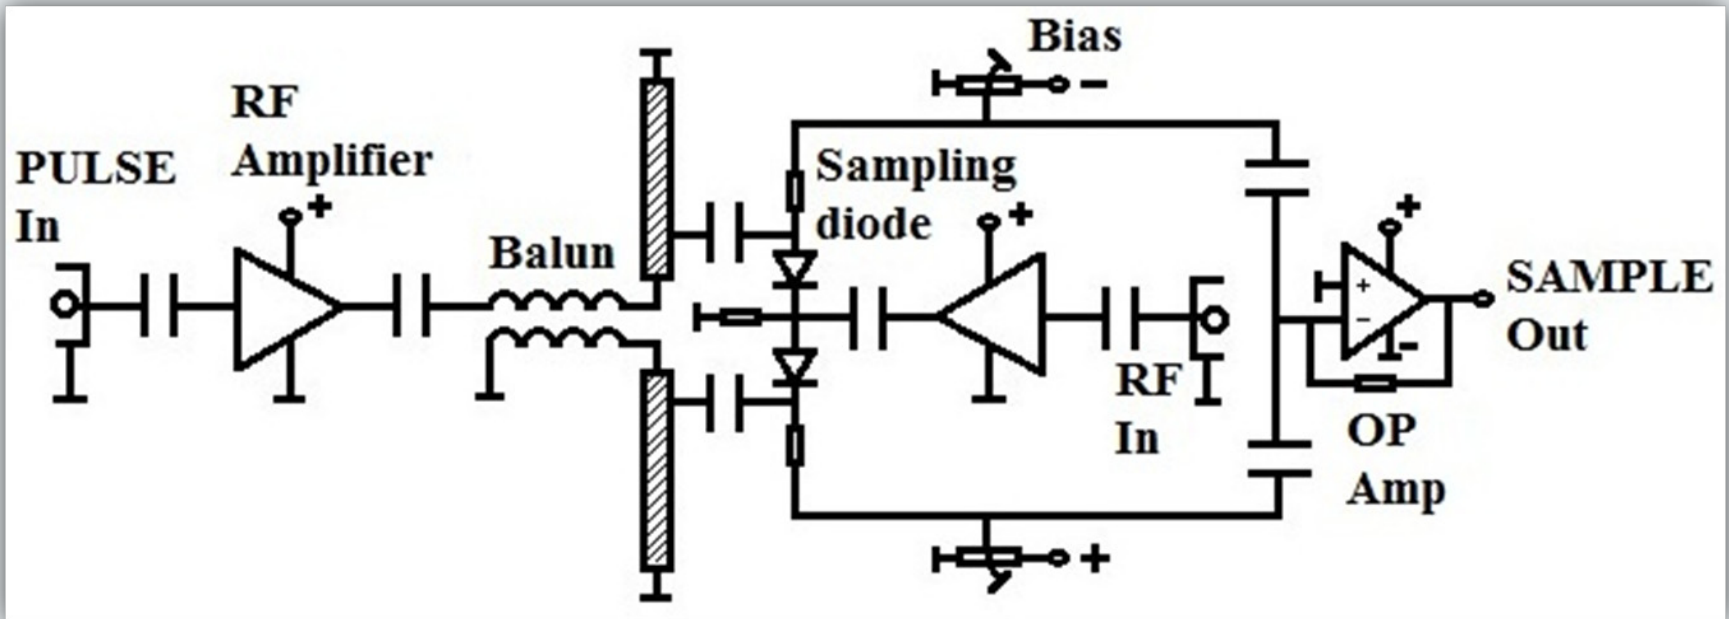 PULSE
In
RF
Amplifier
+
Balun
Sampling
diode
Bias
-
+
RF
In
+
+
+
-
-
SAMPLE
Out
OP
Amp